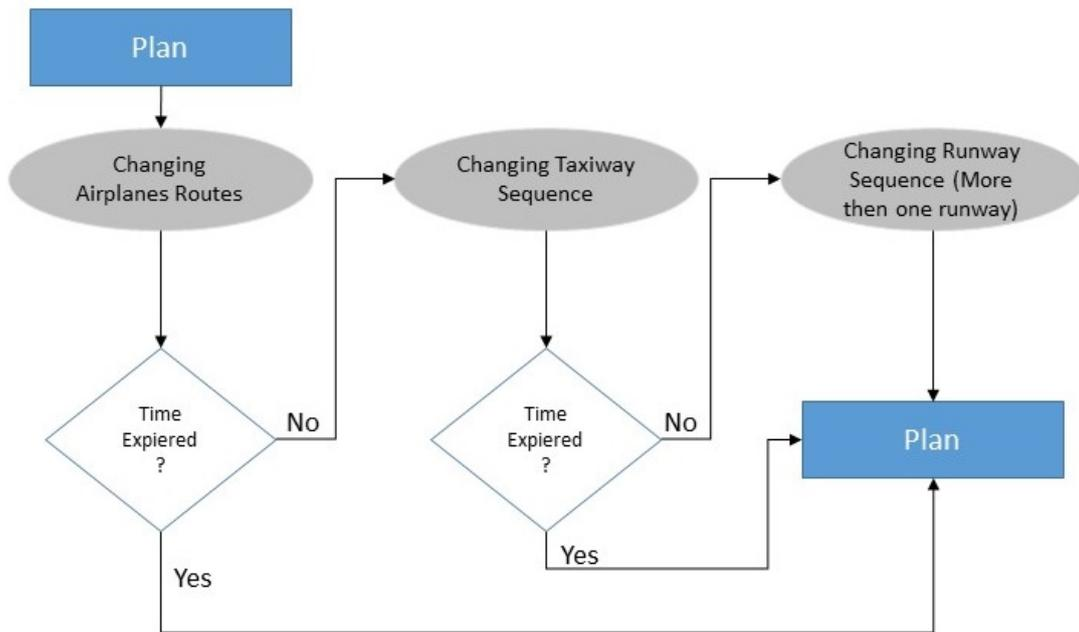 Plan
Changing
Airplanes Routes
Changing Taxiway
Sequence
Changing Runway
Sequence (More
then one runway)
Time
Expiered
?
No
Time
Expiered
?
No
Plan
Yes
Yes